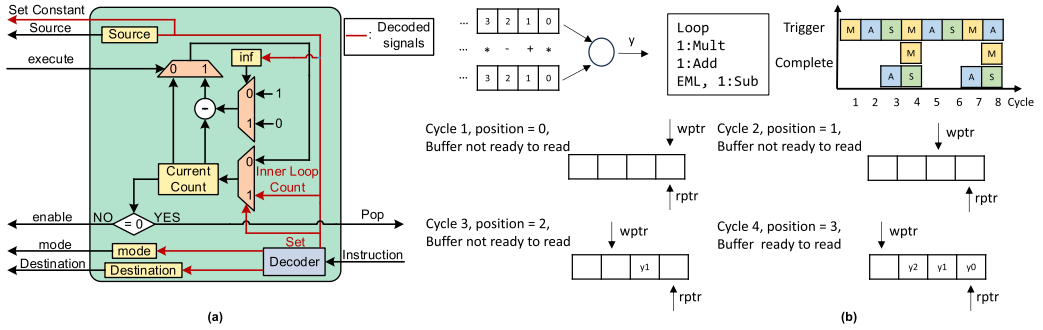 Set Constant
Source
Source
execute
0 1
inf
0
1
1
0
−
Current
Count
0
1
Inner Loop
Count
enable
NO
= 0
YES
Pop
Set
mode
mode
Decoder
Instruction
Destination
Destination
: Decoded
signals
(a)
... 3 2 1 0
... * - + *
... 3 2 1 0
y
Loop
1:Mult
1:Add
EML, 1:Sub
Trigger
M A S M A S M A
Complete
M M
A S A S
1 2 3 4 5 6 7 8 Cycle
Cycle 1, position = 0,
Buffer not ready to read
wptr
rptr
Cycle 2, position = 1,
Buffer not ready to read
wptr
rptr
Cycle 3, position = 2,
Buffer not ready to read
wptr
y1
rptr
Cycle 4, position = 3,
Buffer ready to read
wptr
y2 y1 y0
rptr
(b)